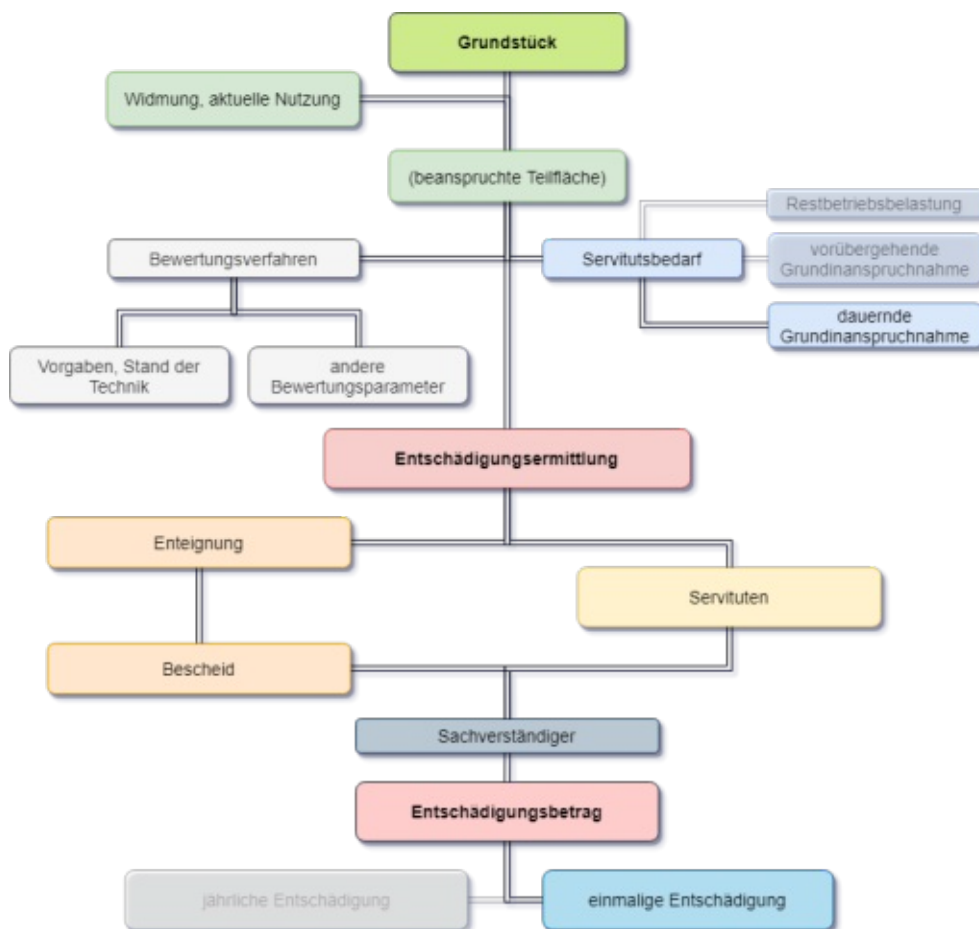 Grundstück
Widmung, aktuelle Nutzung
(beanspruchte Teilfläche)
Restbetriebsbelastung
Bewertungsverfahren
Servitutsbedarf
vorübergehende
Grundinanspruchnahme
dauernde
Grundinanspruchnahme
Vorgaben, Stand der
Technik
andere
Bewertungsparameter
Entschädigungsermittlung
Enteignung
Servituten
Bescheid
Sachverständiger
Entschädigungsbetrag
jährliche Entschädigung
einmalige Entschädigung